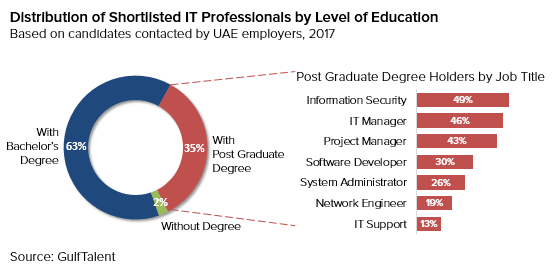 Distribution of Shortlisted IT Professionals by Level of Education
Based on candidates contacted by UAE employers, 2017
With
Bachelor's
Degree
63%
35%
With
Post Graduate
Degree
2%
Without Degree
Post Graduate Degree Holders by Job Title
Information Security 49%
IT Manager 46%
Project Manager 43%
Software Developer 30%
System Administrator 26%
Network Engineer 19%
IT Support 13%
Source: GulfTalent